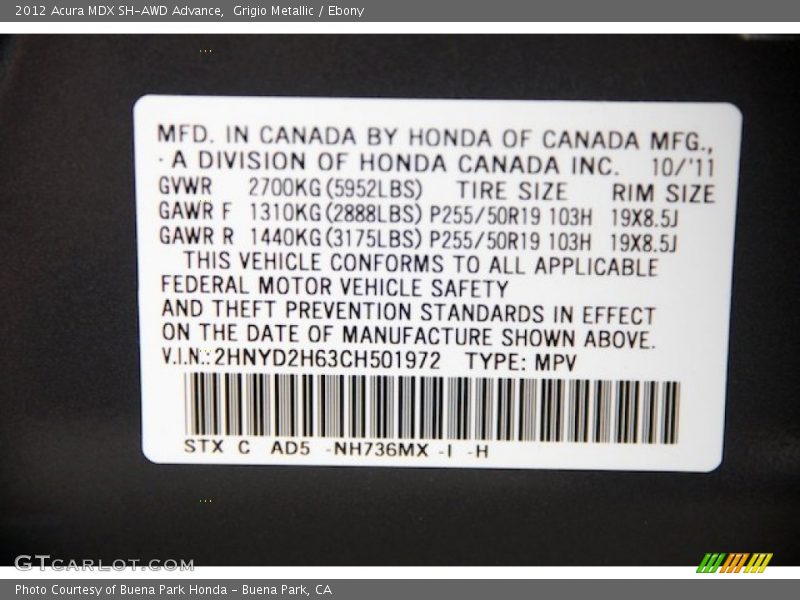 2012 Acura MDX SH-AWD Advance, Grigio Metallic / Ebony
MFD. IN CANADA BY HONDA OF CANADA MFG.,
A DIVISION OF HONDA CANADA INC. 10/'11
GVWR 2700KG(5952LBS) TIRE SIZE RIM SIZE
GAWR F 1310KG(2888LBS) P255/50R19 103H 19X8.5J
GAWR R 1440KG(3175LBS) P255/50R19 103H 19X8.5J
THIS VEHICLE CONFORMS TO ALL APPLICABLE
FEDERAL MOTOR VEHICLE SAFETY
AND THEFT PREVENTION STANDARDS IN EFFECT
ON THE DATE OF MANUFACTURE SHOWN ABOVE.
V.I.N.: 2HNYD2H63CH501972 TYPE: MPV
STX C AD5 -NH736MX -I -H
GTCARLOT.COM
Photo Courtesy of Buena Park Honda - Buena Park, CA